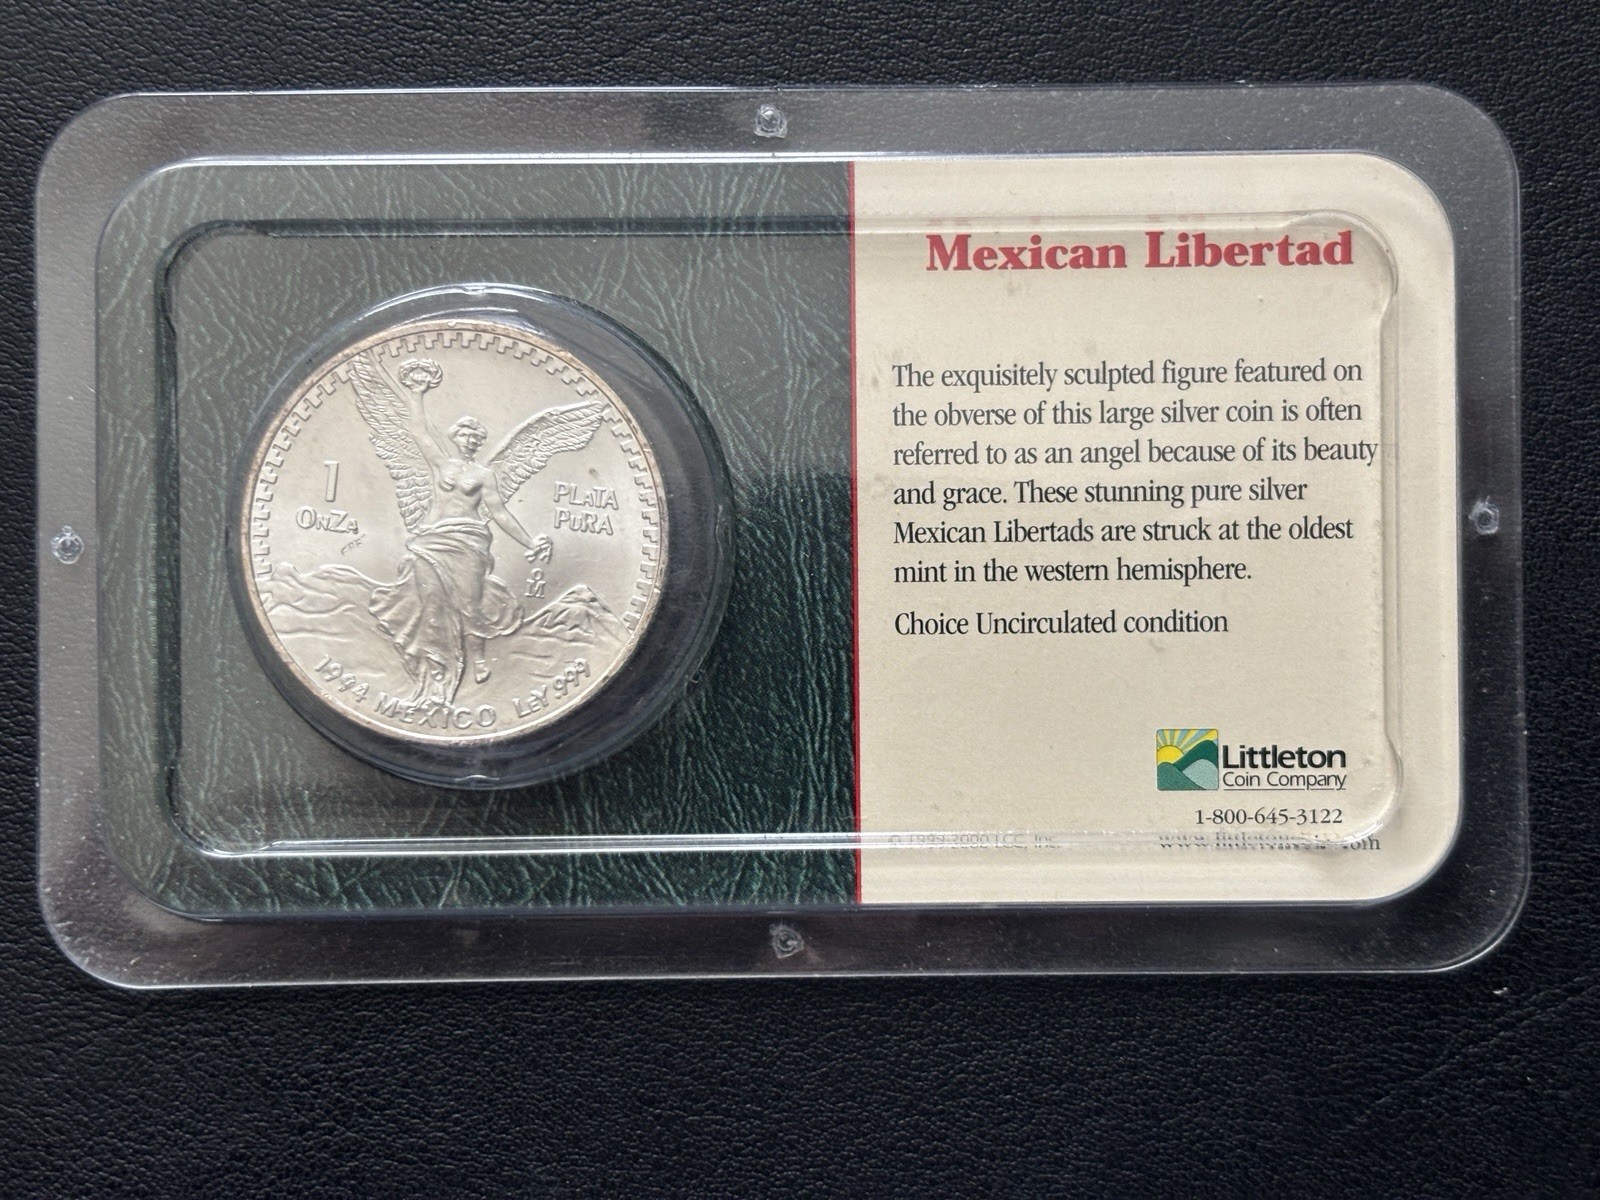 Mexican Libertad
1
ONZA
PLATA
PURA
M
O
1994 MEXICO LEY .999
The exquisitely sculpted figure featured on
the obverse of this large silver coin is often
referred to as an angel because of its beauty
and grace. These stunning pure silver
Mexican Libertads are struck at the oldest
mint in the western hemisphere.
Choice Uncirculated condition
Littleton
Coin Company
1-800-645-3122